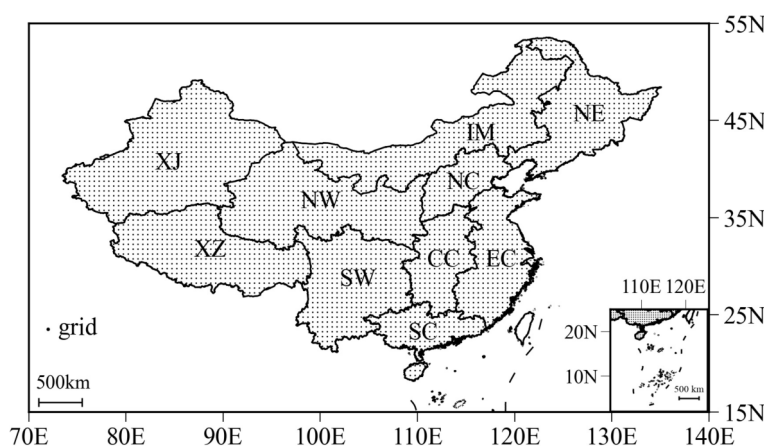 55N
45N
35N
25N
15N
IM
NE
XJ
NC
NW
XZ
CC
EC
SW
SC
110E 120E
20N
10N
500 km
grid
500km
70E 80E 90E 100E 110E 120E 130E 140E